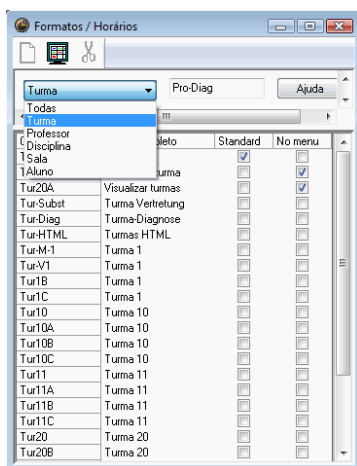 Formatos / Horários
Turma Pro-Diag Ajuda
Todas
Turma
Professor
Disciplina
Sala
Aluno
pleto Standard No menu
urma
Tur20A Visualizar turmas
Tur-Subst Turma Vertretung
Tur-Diag Turma-Diagnose
Tur-HTML Turmas HTML
Tur-M-1 Turma 1
Tur-V1 Turma 1
Tur1B Turma 1
Tur1C Turma 1
Tur10 Turma 10
Tur10A Turma 10
Tur10B Turma 10
Tur10C Turma 10
Tur11 Turma 11
Tur11A Turma 11
Tur11B Turma 11
Tur11C Turma 11
Tur20 Turma 20
Tur20B Turma 20